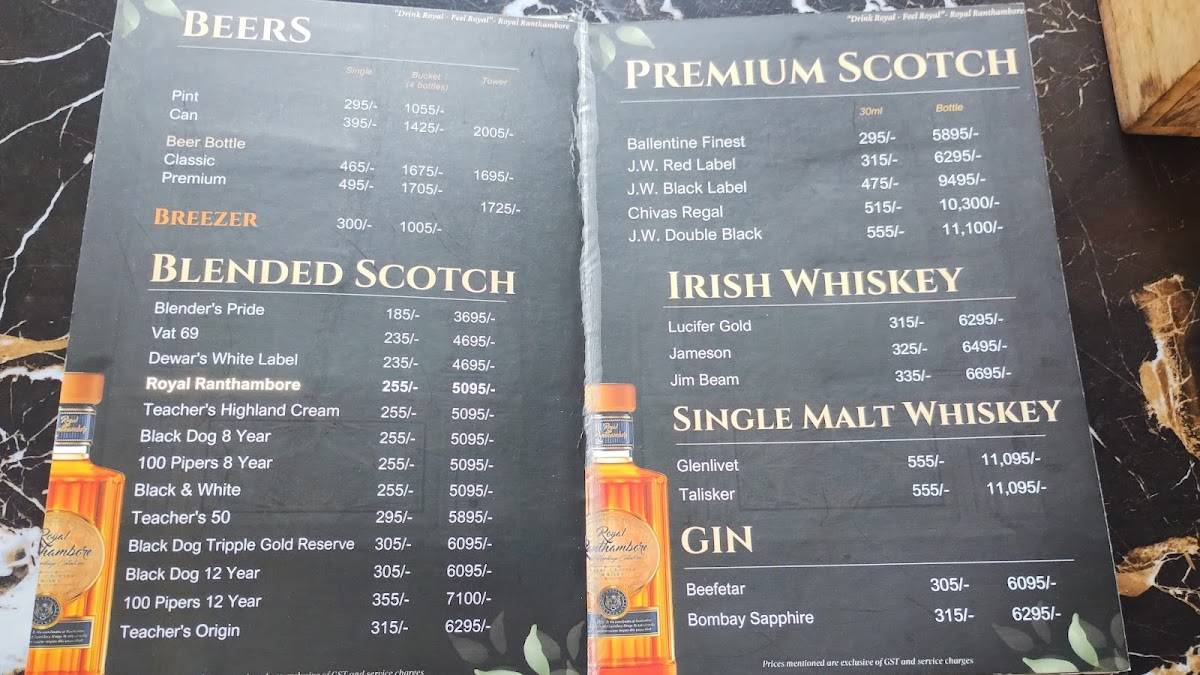 "Drink Royal - Feel Royal"- Royal Ranthambore
BEERS
Single Bucket (4 bottles) Tower
Pint 295/- 1055/-
Can 395/- 1425/- 2005/-
Beer Bottle
Classic 465/- 1675/- 1695/-
Premium 495/- 1705/-
1725/-
BREEZER 300/- 1005/-
BLENDED SCOTCH
Blender's Pride 185/- 3695/-
Vat 69 235/- 4695/-
Dewar's White Label 235/- 4695/-
Royal Ranthambore 255/- 5095/-
Teacher's Highland Cream 255/- 5095/-
Black Dog 8 Year 255/- 5095/-
100 Pipers 8 Year 255/- 5095/-
Black & White 255/- 5095/-
Teacher's 50 295/- 5895/-
Black Dog Tripple Gold Reserve 305/- 6095/-
Black Dog 12 Year 305/- 6095/-
100 Pipers 12 Year 355/- 7100/-
Teacher's Origin 315/- 6295/-
exclusive of GST and service charges
"Drink Royal - Feel Royal"- Royal Ranthambore
PREMIUM SCOTCH
30ml Bottle
Ballentine Finest 295/- 5895/-
J.W. Red Label 315/- 6295/-
J.W. Black Label 475/- 9495/-
Chivas Regal 515/- 10,300/-
J.W. Double Black 555/- 11,100/-
IRISH WHISKEY
Lucifer Gold 315/- 6295/-
Jameson 325/- 6495/-
Jim Beam 335/- 6695/-
SINGLE MALT WHISKEY
Glenlivet 555/- 11,095/-
Talisker 555/- 11,095/-
GIN
Beefetar 305/- 6095/-
Bombay Sapphire 315/- 6295/-
Prices mentioned are exclusive of GST and service charges
Royal
Royal